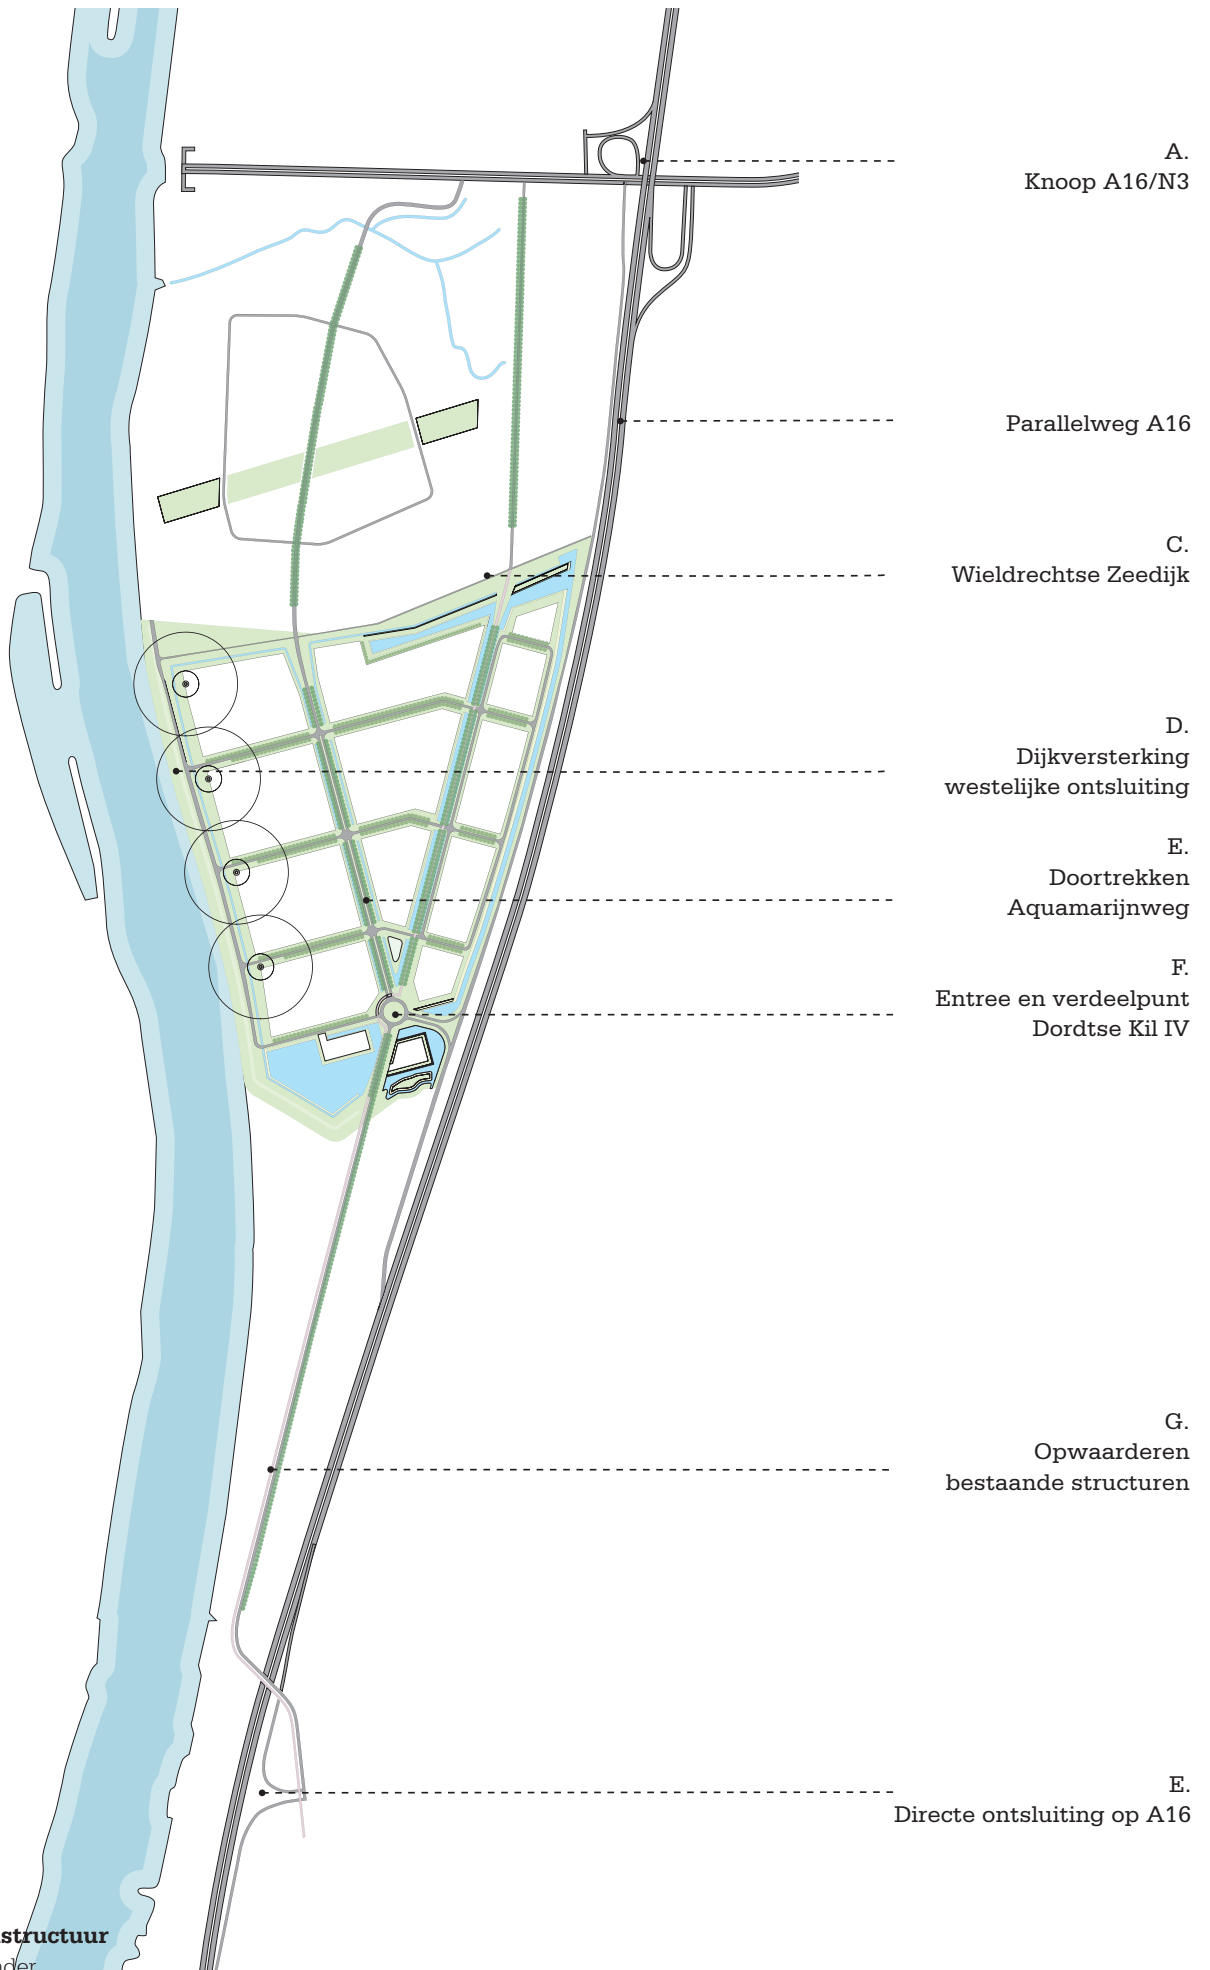 A.
Knoop A16/N3
Parallelweg A16
C.
Wieldrechtse Zeedijk
D.
Dijkversterking
westelijke ontsluiting
E.
Doortrekken
Aquamarijnweg
F.
Entree en verdeelpunt
Dordtse Kil IV
G.
Opwaarderen
bestaande structuren
E.
Directe ontsluiting op A16